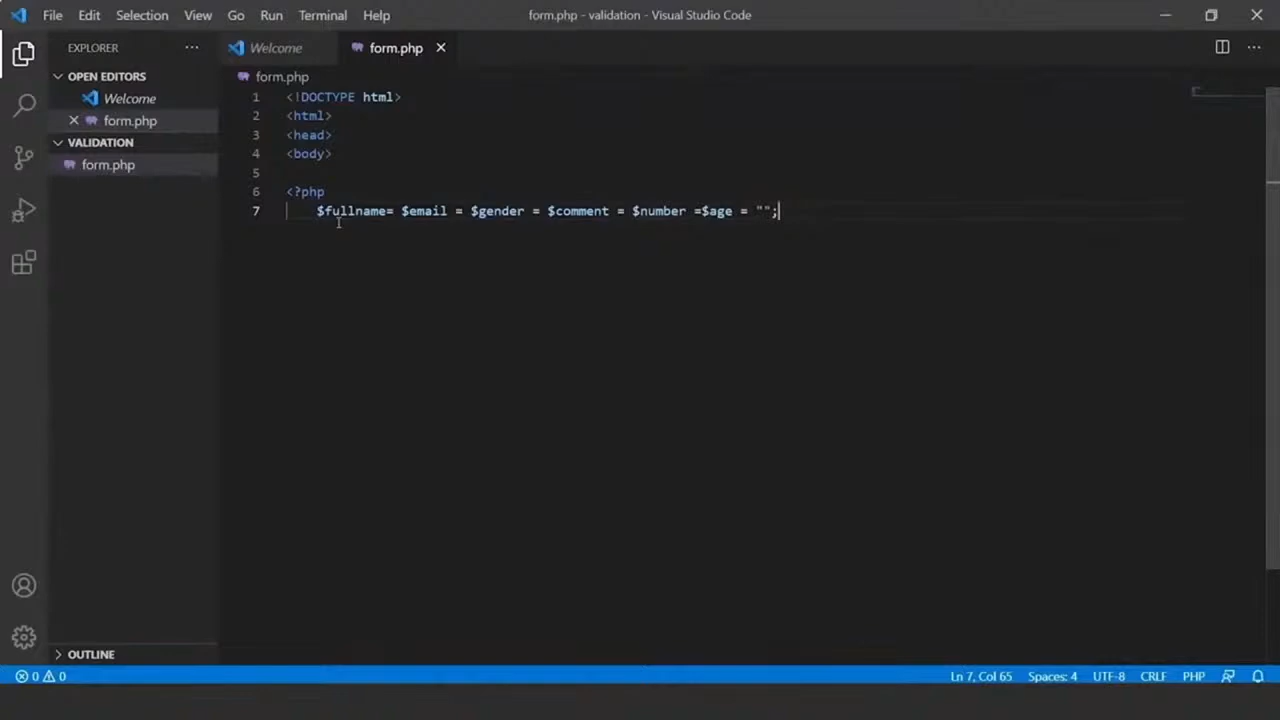 File Edit Selection View Go Run Terminal Help form.php - validation - Visual Studio Code
EXPLORER
Welcome
form.php
OPEN EDITORS
Welcome
form.php
VALIDATION
form.php
OUTLINE
form.php
1 <!DOCTYPE html>
2 <html>
3 <head>
4 <body>
5
6 <?php
7 $fullname= $email = $gender = $comment = $number =$age = "";
0 0 Ln 7, Col 65 Spaces: 4 UTF-8 CRLF PHP